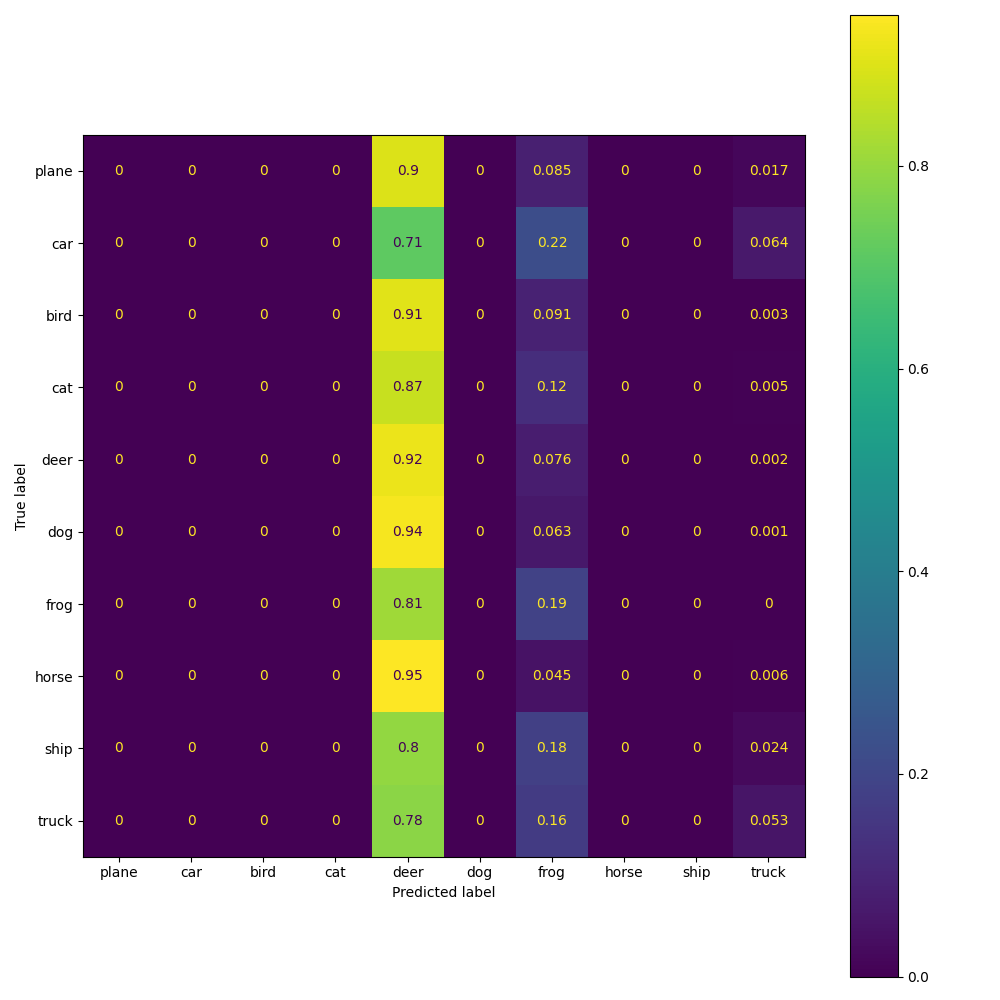 plane 0 0 0 0 0.9 0 0.085 0 0 0.017
car 0 0 0 0 0.71 0 0.22 0 0 0.064
bird 0 0 0 0 0.91 0 0.091 0 0 0.003
cat 0 0 0 0 0.87 0 0.12 0 0 0.005
deer 0 0 0 0 0.92 0 0.076 0 0 0.002
dog 0 0 0 0 0.94 0 0.063 0 0 0.001
frog 0 0 0 0 0.81 0 0.19 0 0 0
horse 0 0 0 0 0.95 0 0.045 0 0 0.006
ship 0 0 0 0 0.8 0 0.18 0 0 0.024
truck 0 0 0 0 0.78 0 0.16 0 0 0.053
plane car bird cat deer dog frog horse ship truck
Predicted label
True label
0.8
0.6
0.4
0.2
0.0